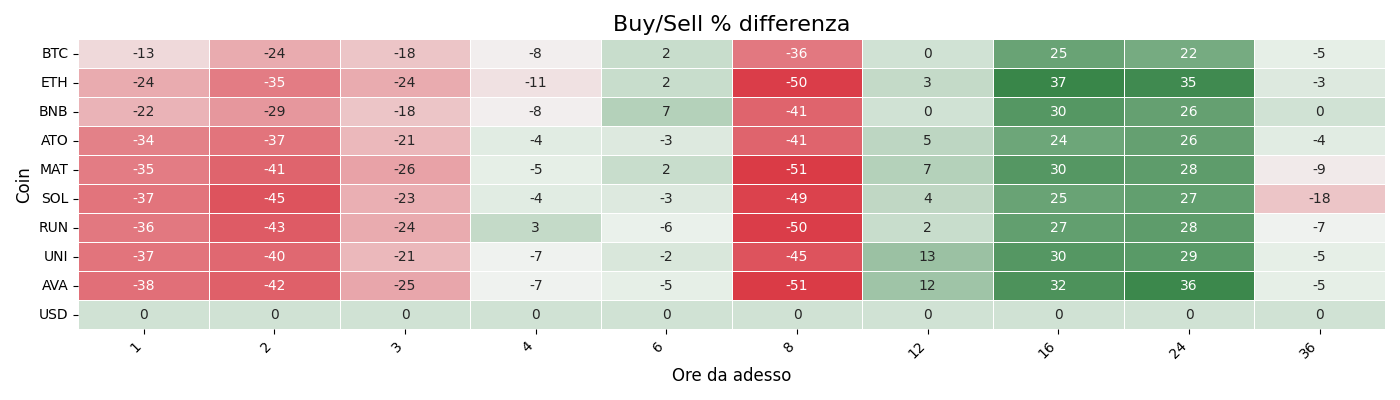 Buy/Sell % differenza
Coin
BTC -13 -24 -18 -8 2 -36 0 25 22 -5
ETH -24 -35 -24 -11 2 -50 3 37 35 -3
BNB -22 -29 -18 -8 7 -41 0 30 26 0
ATO -34 -37 -21 -4 -3 -41 5 24 26 -4
MAT -35 -41 -26 -5 2 -51 7 30 28 -9
SOL -37 -45 -23 -4 -3 -49 4 25 27 -18
RUN -36 -43 -24 3 -6 -50 2 27 28 -7
UNI -37 -40 -21 -7 -2 -45 13 30 29 -5
AVA -38 -42 -25 -7 -5 -51 12 32 36 -5
USD 0 0 0 0 0 0 0 0 0 0
1 2 3 4 6 8 12 16 24 36
Ore da adesso